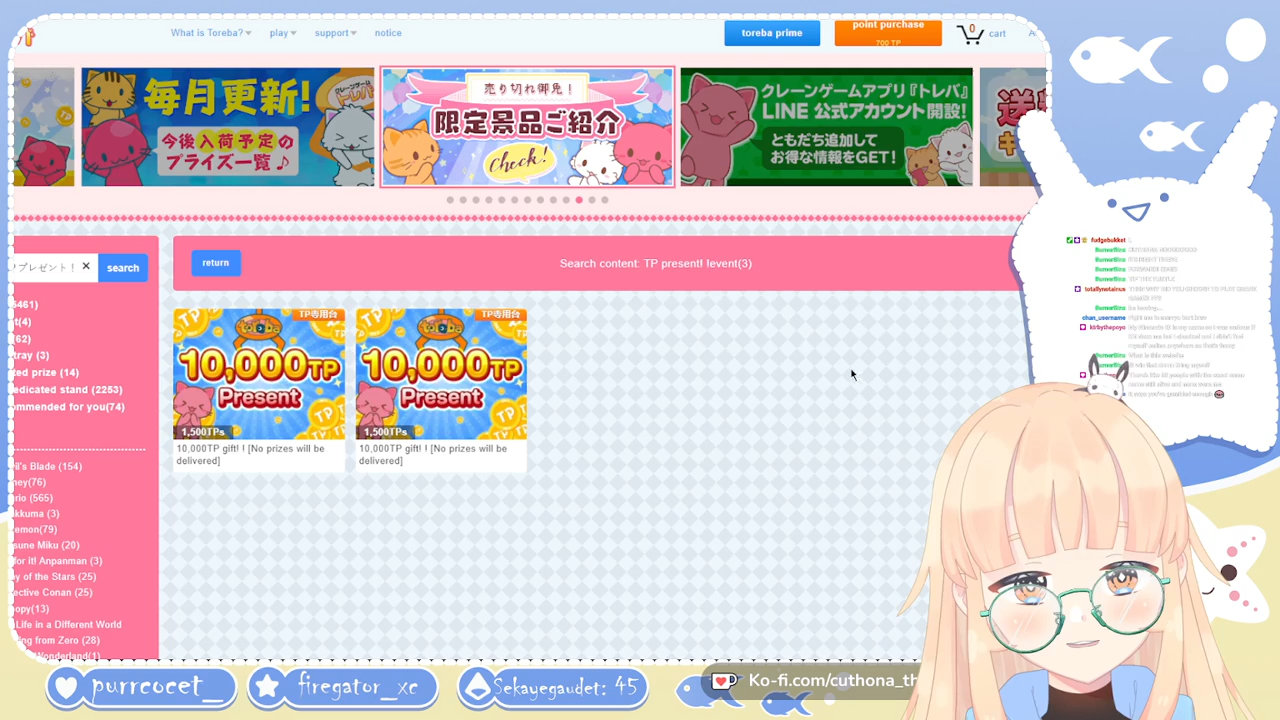 What is Toreba?
play
support
notice
toreba prime
point purchase
700 TP
0
cart
毎月更新!
今後入荷予定の
プライズ一覧♪
売り切れ御免！
限定景品ご紹介
Check!
クレーンゲームアプリ『トレバ』
LINE 公式アカウント開設!
ともだち追加して
お得な情報をGET!
プレゼント！
search
return
Search content: TP present! !event(3)
5461)
t(4)
(62)
tray (3)
ted prize (14)
edicated stand (2253)
ommended for you(74)
il's Blade (154)
ney(76)
rio (565)
kkuma (3)
emon(79)
sune Miku (20)
for it! Anpanman (3)
y of the Stars (25)
ective Conan (25)
oopy(13)
Life in a Different World
ng from Zero (28)
Wonderland(1)
TP専用台
10,000TP
Present
1,500TPs
10,000TP gift! ! [No prizes will be
delivered]
TP専用台
10,000TP
Present
1,500TPs
10,000TP gift! ! [No prizes will be
delivered]
fudgebukket
totallynotairus
chan_username
kirbythepoyo
purrcocet_
firegator_xc
Sekayegaudet: 45
Ko-fi.com/cuthona_th